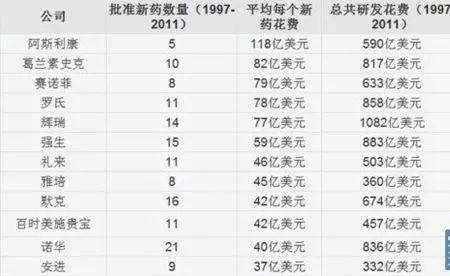 公司 批准新药数量（1997-2011） 平均每个新药花费 总共研发花费（1997-2011）
阿斯利康 5 118亿美元 590亿美元
葛兰素史克 10 82亿美元 817亿美元
赛诺菲 8 79亿美元 633亿美元
罗氏 11 78亿美元 858亿美元
辉瑞 14 77亿美元 1082亿美元
强生 15 59亿美元 883亿美元
礼来 11 46亿美元 503亿美元
雅培 8 45亿美元 360亿美元
默克 16 42亿美元 674亿美元
百时美施贵宝 11 42亿美元 457亿美元
诺华 21 40亿美元 836亿美元
安进 9 37亿美元 332亿美元